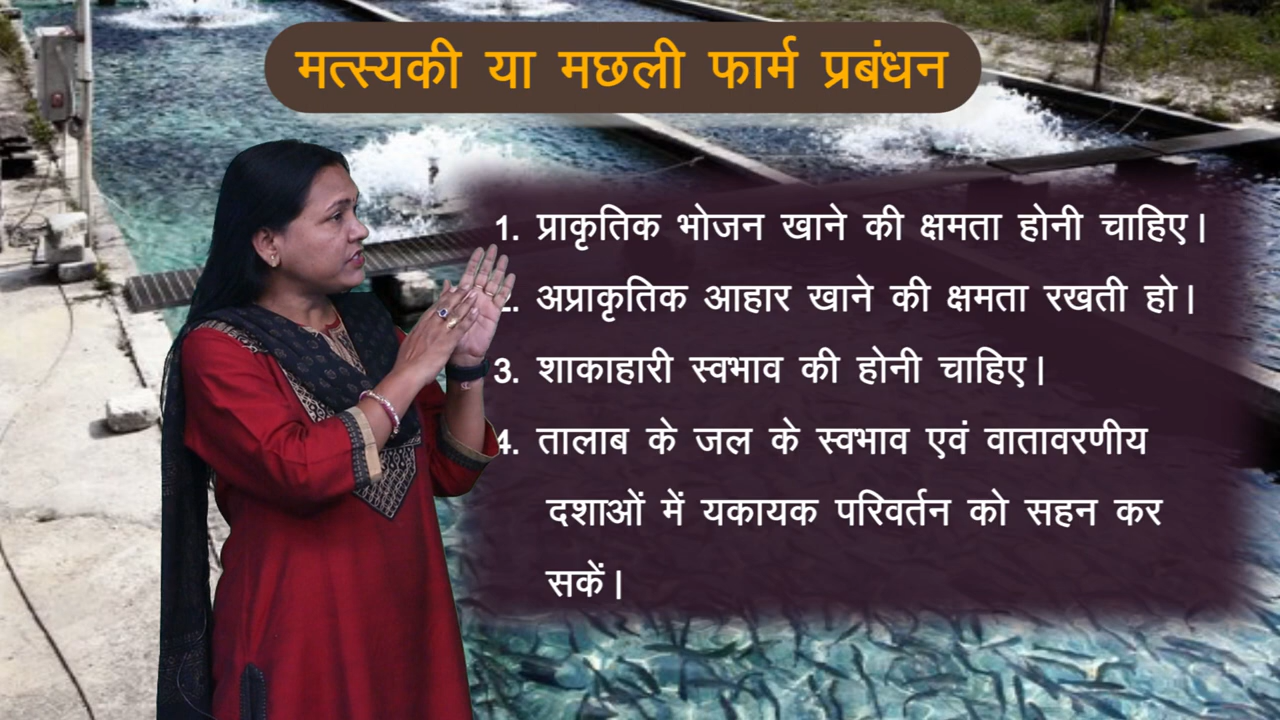 मत्स्यकी या मछली फार्म प्रबंधन
1. प्राकृतिक भोजन खाने की क्षमता होनी चाहिए।
2. अप्राकृतिक आहार खाने की क्षमता रखती हो।
3. शाकाहारी स्वभाव की होनी चाहिए।
4. तालाब के जल के स्वभाव एवं वातावरणीय
दशाओं में यकायक परिवर्तन को सहन कर
सकें।